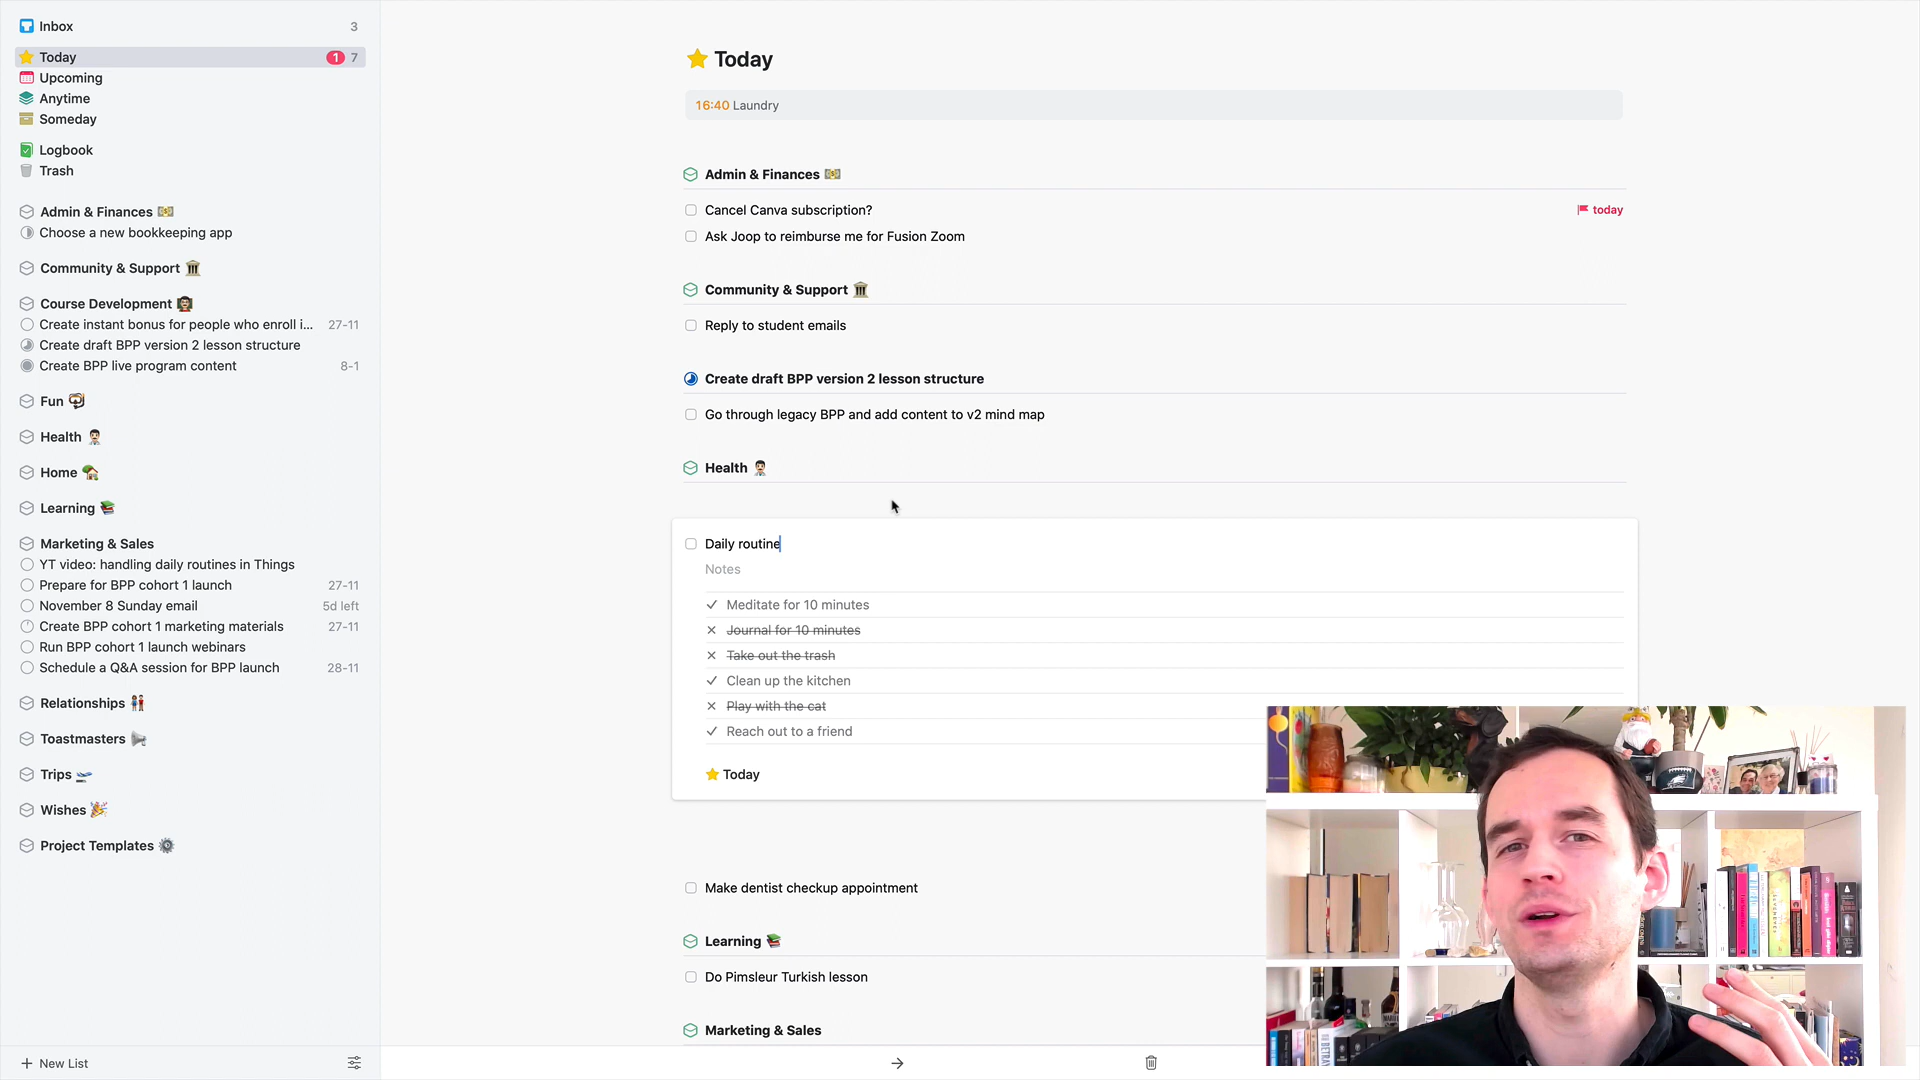 Inbox 3
Today 1 7
Upcoming
Anytime
Someday
Logbook
Trash
Admin & Finances
Choose a new bookkeeping app
Community & Support
Course Development
Create instant bonus for people who enroll i... 27-11
Create draft BPP version 2 lesson structure
Create BPP live program content 8-1
Fun
Health
Home
Learning
Marketing & Sales
YT video: handling daily routines in Things
Prepare for BPP cohort 1 launch 27-11
November 8 Sunday email 5d left
Create BPP cohort 1 marketing materials 27-11
Run BPP cohort 1 launch webinars
Schedule a Q&A session for BPP launch 28-11
Relationships
Toastmasters
Trips
Wishes
Project Templates
New List
Today
16:40 Laundry
Admin & Finances
Cancel Canva subscription? today
Ask Joop to reimburse me for Fusion Zoom
Community & Support
Reply to student emails
Create draft BPP version 2 lesson structure
Go through legacy BPP and add content to v2 mind map
Health
Daily routine
Notes
Meditate for 10 minutes
Journal for 10 minutes
Take out the trash
Clean up the kitchen
Play with the cat
Reach out to a friend
Today
Make dentist checkup appointment
Learning
Do Pimsleur Turkish lesson
Marketing & Sales